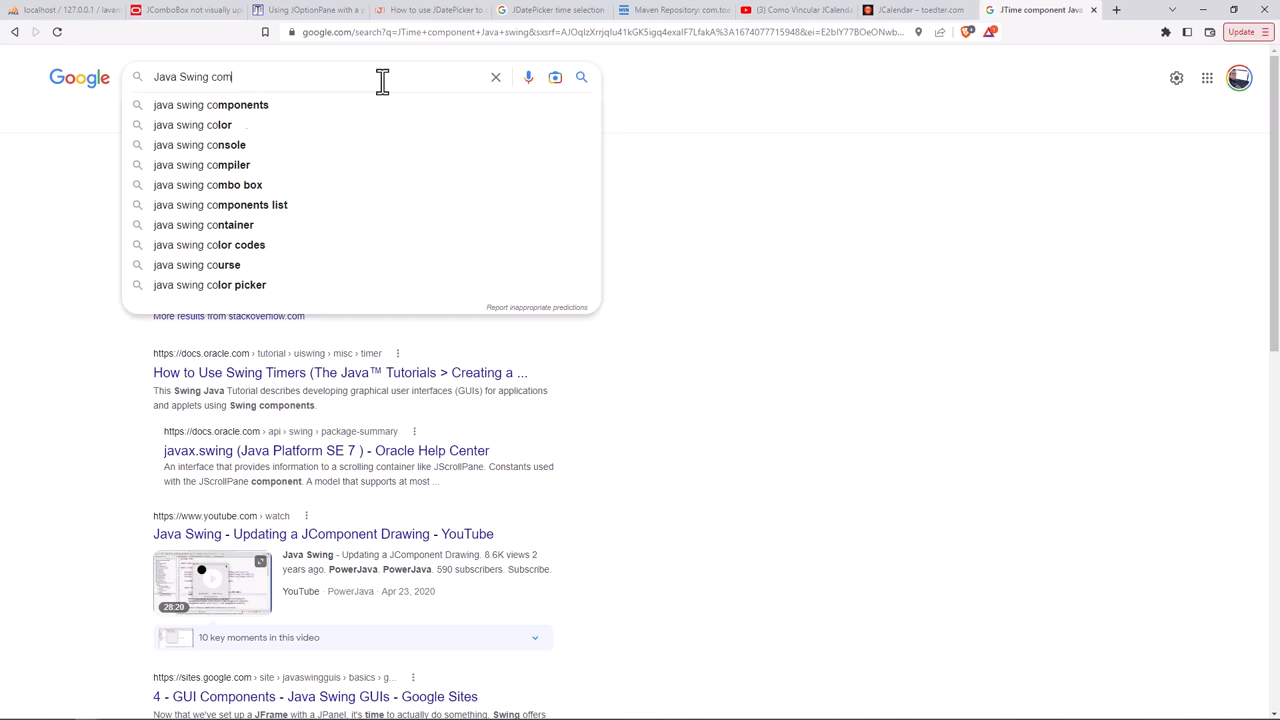 localhost / 127.0.0.1 / lavan
JComboBox not visually up
Using JOptionPane with a p
How to use JDatePicker to c
JDatePicker time selection
Maven Repository: com.toe
(3) Como Vincular JCalenda
JCalendar – toedter.com
JTime component Java
Update
google.com/search?q=JTime+component+Java+swing&sxsrf=
Google
Java Swing com
java swing components
java swing color
java swing console
java swing compiler
java swing combo box
java swing components list
java swing container
java swing color codes
java swing course
java swing color picker
Report inappropriate predictions
More results from stackoverflow.com
https://docs.oracle.com › tutorial › uiswing › misc › timer
How to Use Swing Timers (The Java™ Tutorials > Creating a ...
This Swing Java Tutorial describes developing graphical user interfaces (GUIs) for applications
and applets using Swing components.
https://docs.oracle.com › api › swing › package-summary
javax.swing (Java Platform SE 7 ) - Oracle Help Center
An interface that provides information to a scrolling container like JScrollPane. Constants used
with the JScrollPane component. A model that supports at most ...
https://www.youtube.com › watch
Java Swing - Updating a JComponent Drawing - YouTube
Java Swing - Updating a JComponent Drawing. 8.6K views 2
years ago. PowerJava. PowerJava. 590 subscribers. Subscribe.
YouTube · PowerJava · Apr 23, 2020
28:20
10 key moments in this video
https://sites.google.com › site › javaswingguis › basics › g...
4 - GUI Components - Java Swing GUIs - Google Sites
Now that we've set up a JFrame with a JPanel, it's time to actually do something. Swing offers